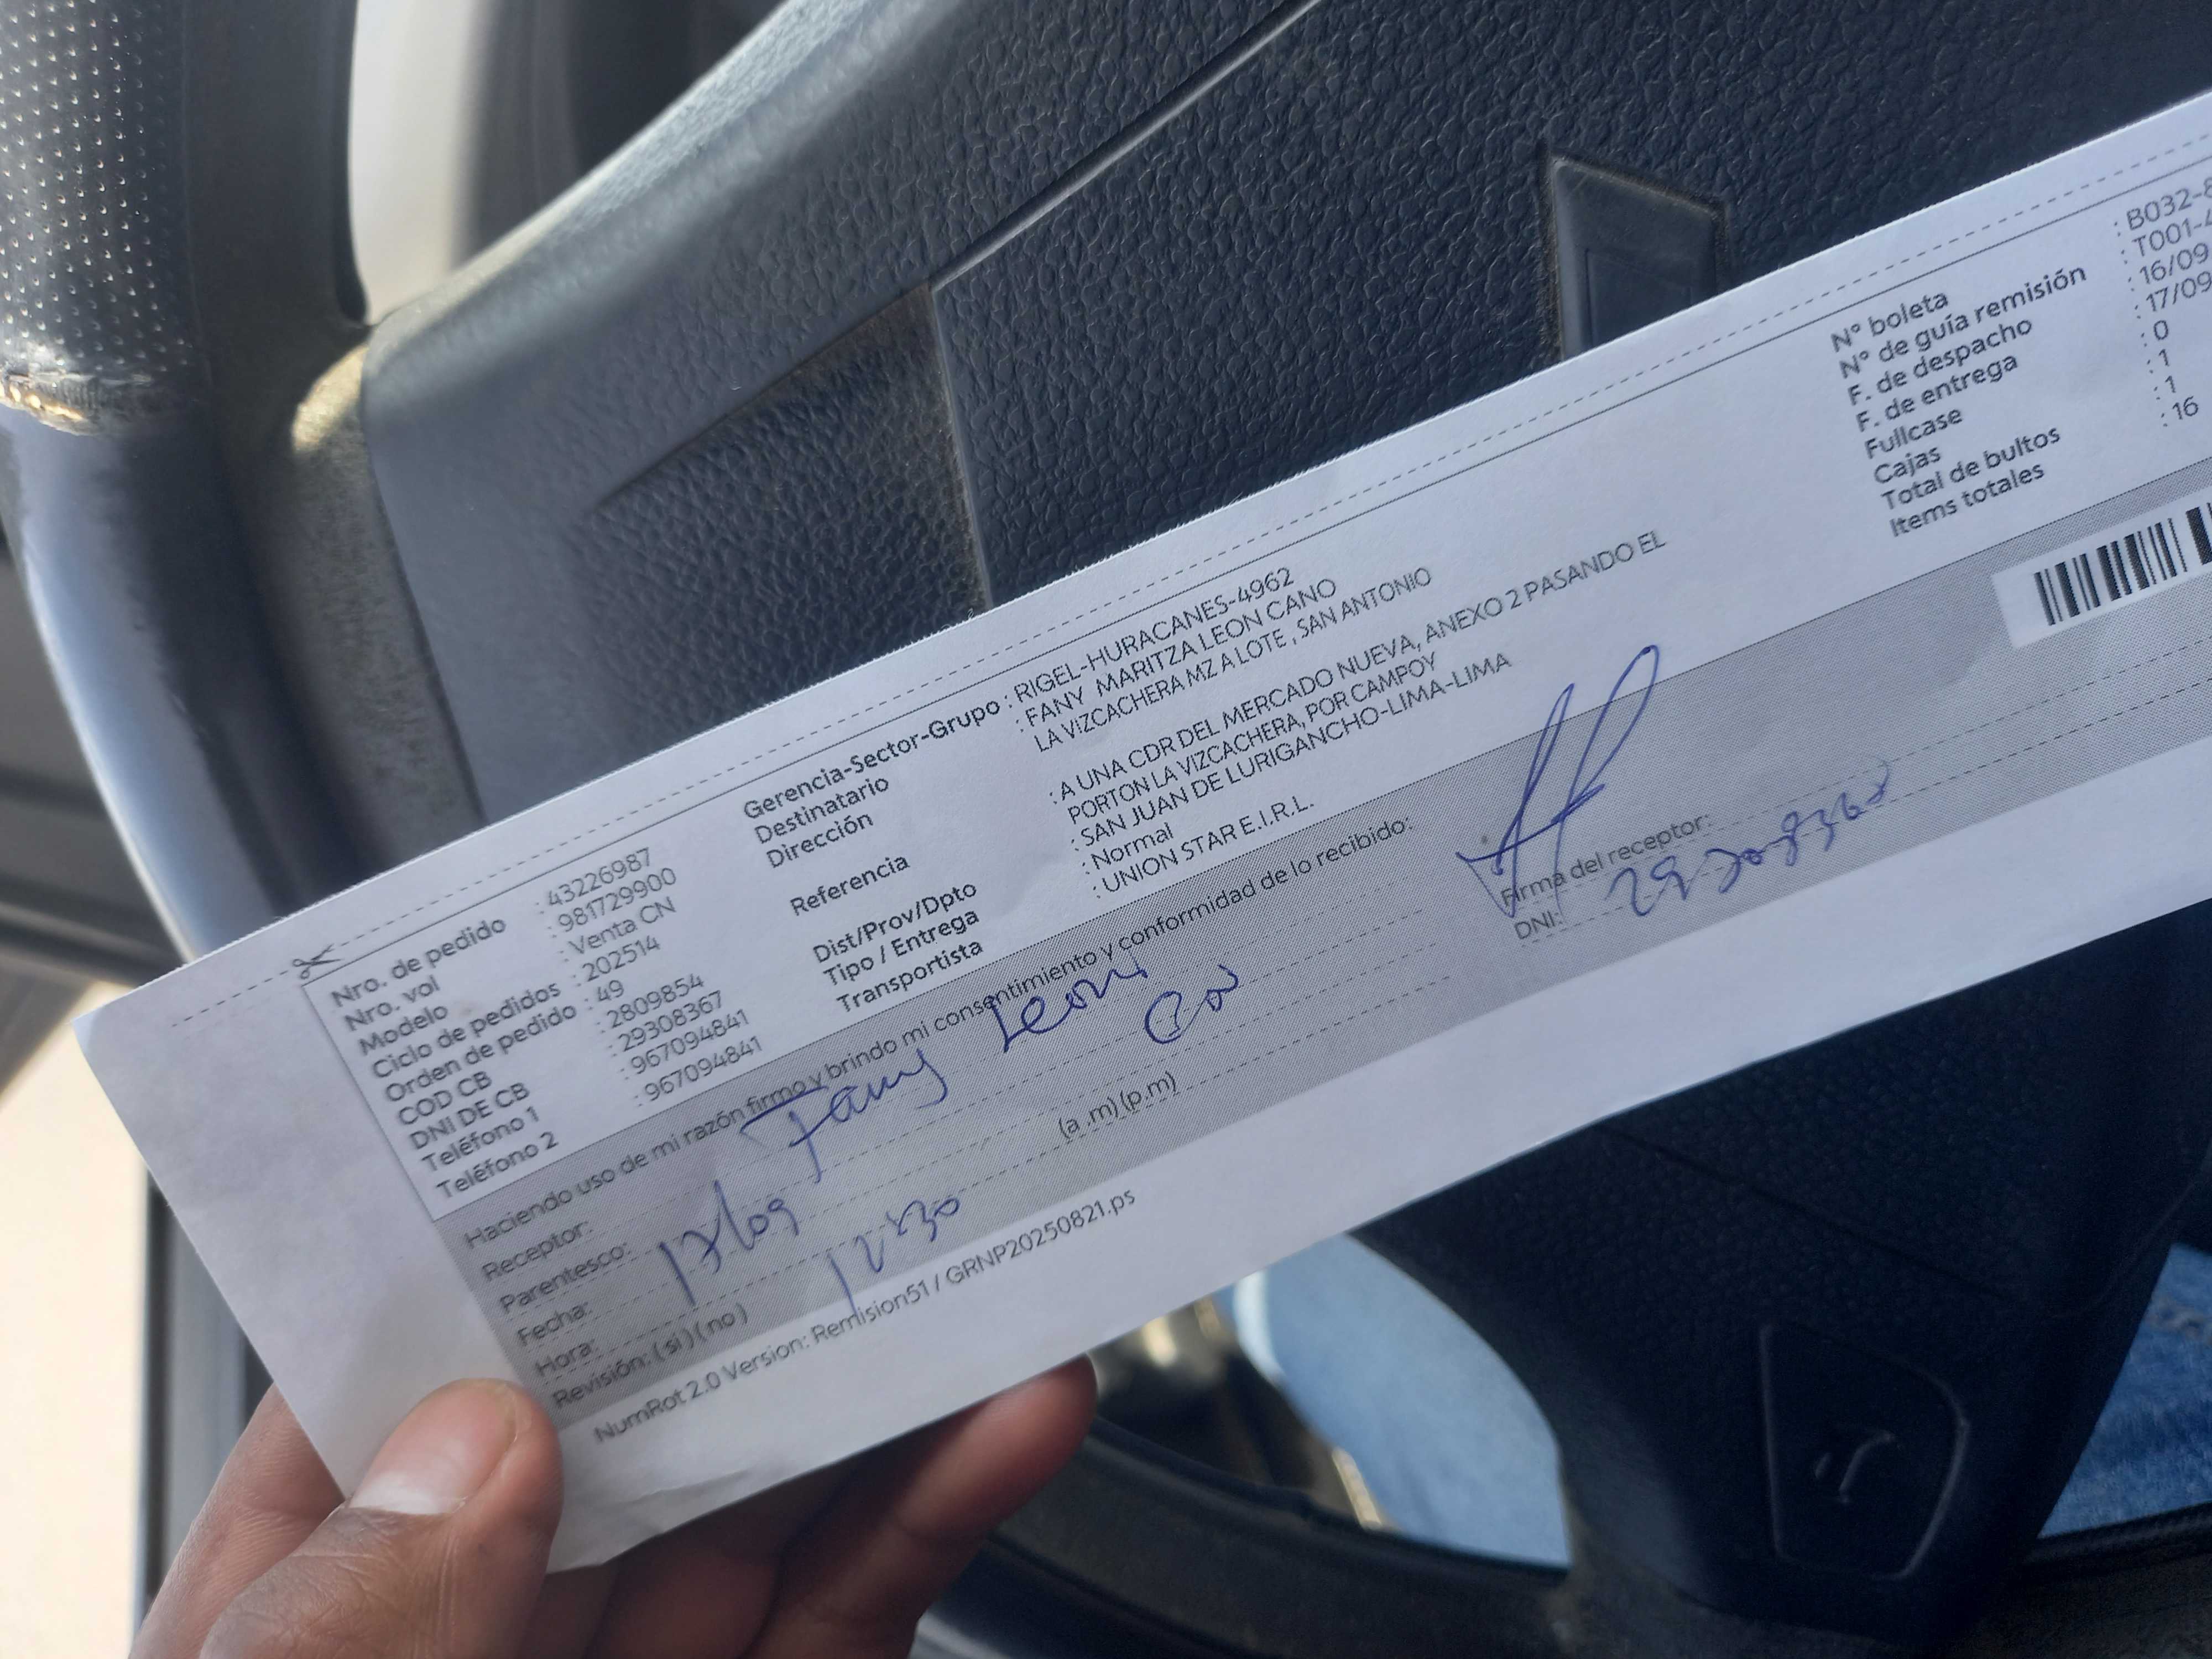 Nro. de pedido : 43226987
Nro. vol : 981729900
Modelo : Venta CN
Ciclo de pedidos : 202514
Orden de pedido : 49
COD CB : 2809854
DNI DE CB : 29308367
Teléfono 1 : 967094841
Teléfono 2 : 967094841
Gerencia-Sector-Grupo : RIGEL-HURACANES-4962
Destinatario : FANY MARITZA LEON CANO
Dirección LA VIZCACHERA MZ A LOTE , SAN ANTONIO
Referencia : A UNA CDR DEL MERCADO NUEVA, ANEXO 2 PASANDO EL
PORTON LA VIZCACHERA, POR CAMPOY
Dist/Prov/Dpto : SAN JUAN DE LURIGANCHO-LIMA-LIMA
Tipo / Entrega : Normal
Transportista : UNION STAR E.I.R.L.
N° boleta : B032-
N° de guía remisión : T001-
F. de despacho : 16/09
F. de entrega : 17/09
Fullcase : 0
Cajas : 1
Total de bultos : 1
Items totales : 16
Haciendo uso de mi razón firmo y brindo mi consentimiento y conformidad de lo recibido:
Receptor: Fany Leon
Parentesco:
Fecha: 17/09
Hora: 12:30 (a .m) (p.m)
Revisión: ( si ) ( no )
Firma del receptor:
DNI:
NumRot 2.0 Version: Remision51 / GRNP20250821.ps